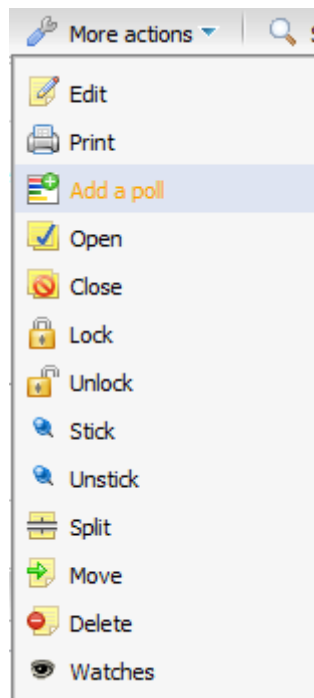 More actions
Edit
Print
Add a poll
Open
Close
Lock
Unlock
Stick
Unstick
Split
Move
Delete
Watches